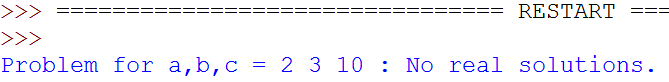 >>> ================================ RESTART ===
>>>
Problem for a,b,c = 2 3 10 : No real solutions.